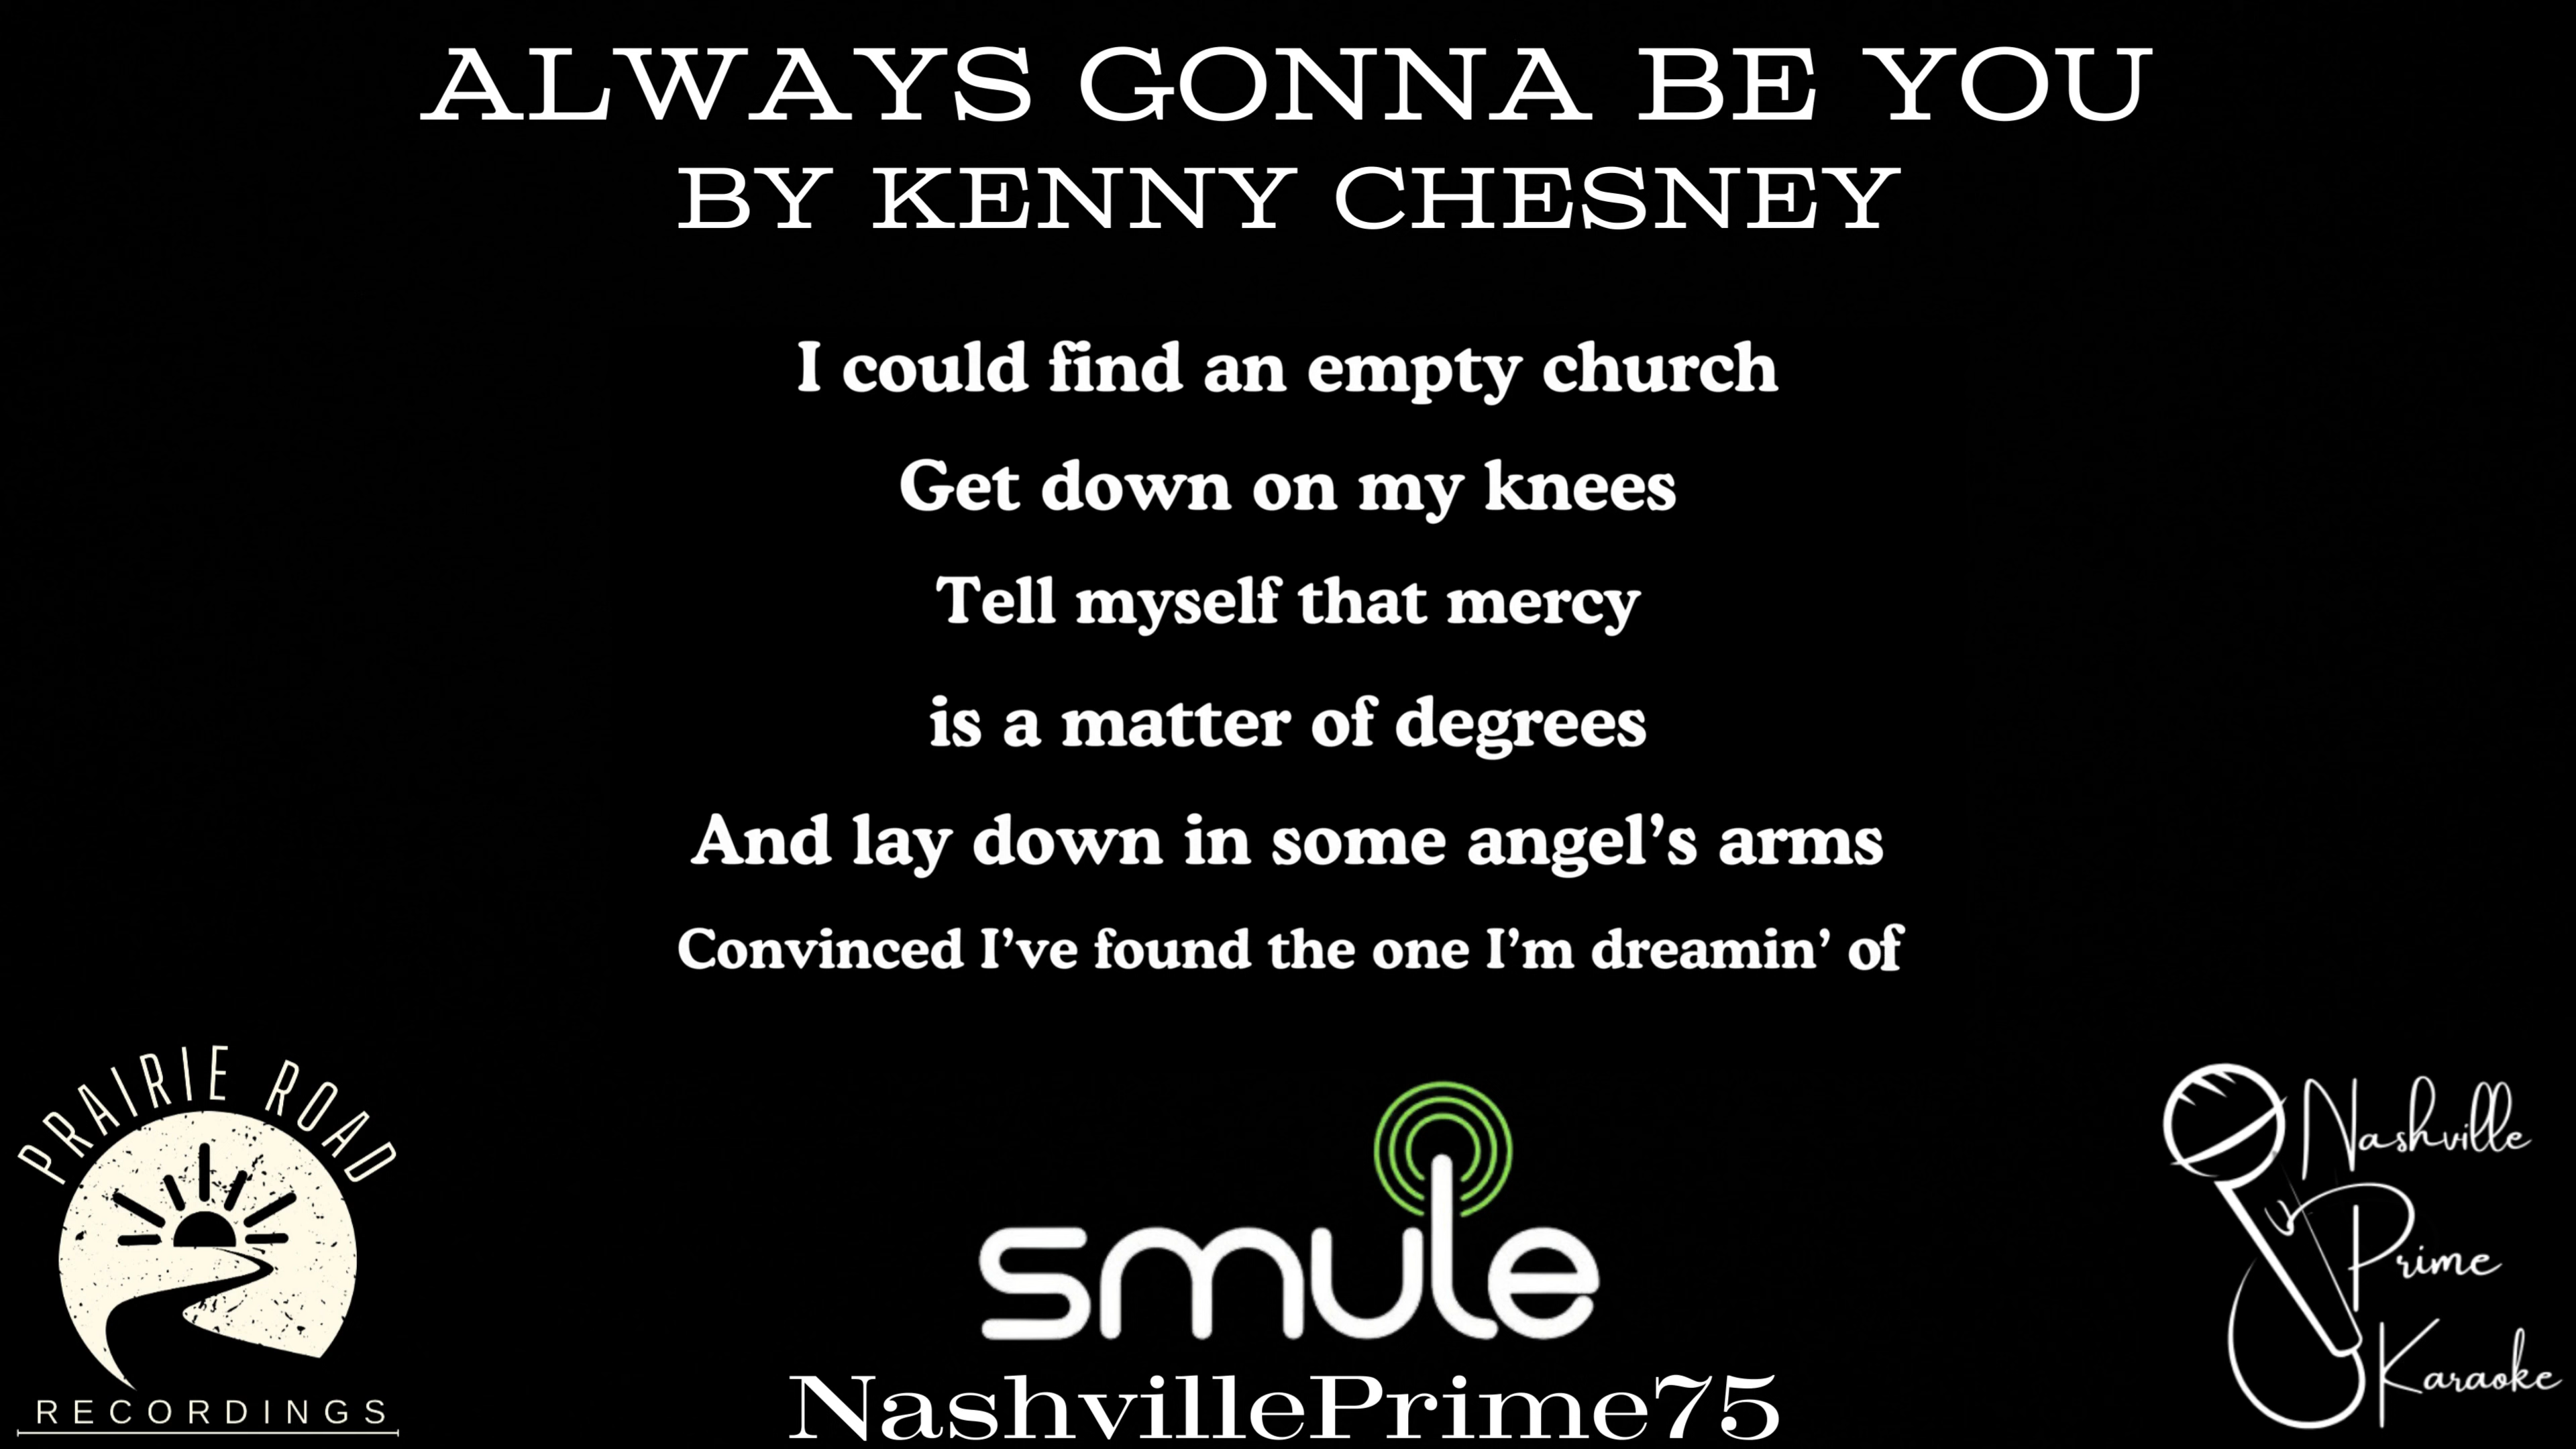 ALWAYS GONNA BE YOU
BY KENNY CHESNEY
I could find an empty church
Get down on my knees
Tell myself that mercy
is a matter of degrees
And lay down in some angel’s arms
Convinced I’ve found the one I’m dreamin’ of
PRAIRIE ROAD
RECORDINGS
smule
NashvillePrime75
Nashville
Prime
Karaoke